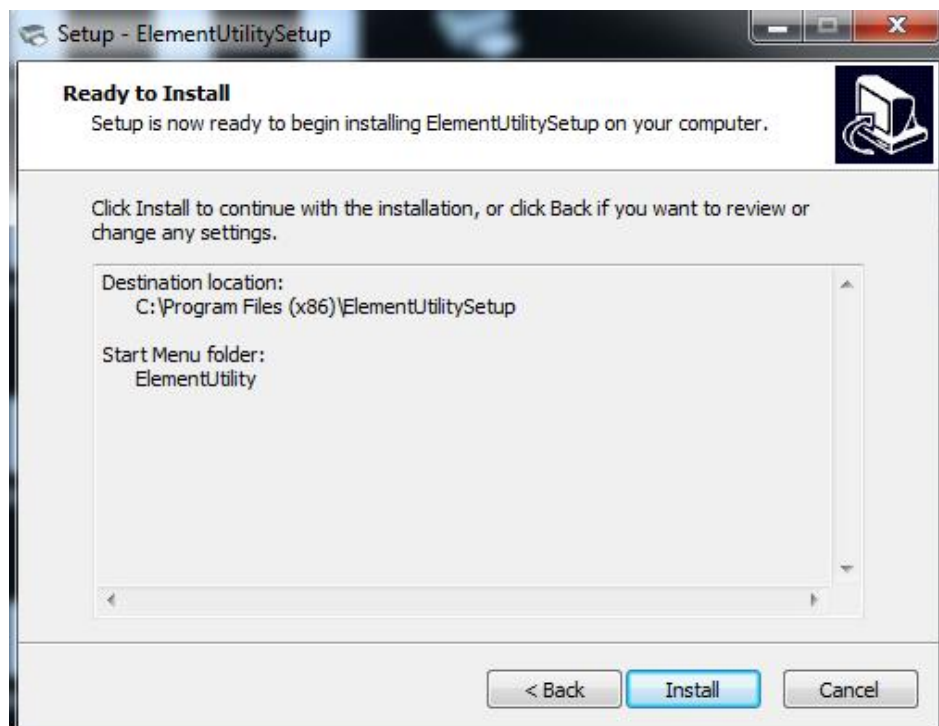 Setup - ElementUtilitySetup
Ready to Install
Setup is now ready to begin installing ElementUtilitySetup on your computer.
Click Install to continue with the installation, or click Back if you want to review or
change any settings.
Destination location:
C:\Program Files (x86)\ElementUtilitySetup
Start Menu folder:
ElementUtility
< Back
Install
Cancel